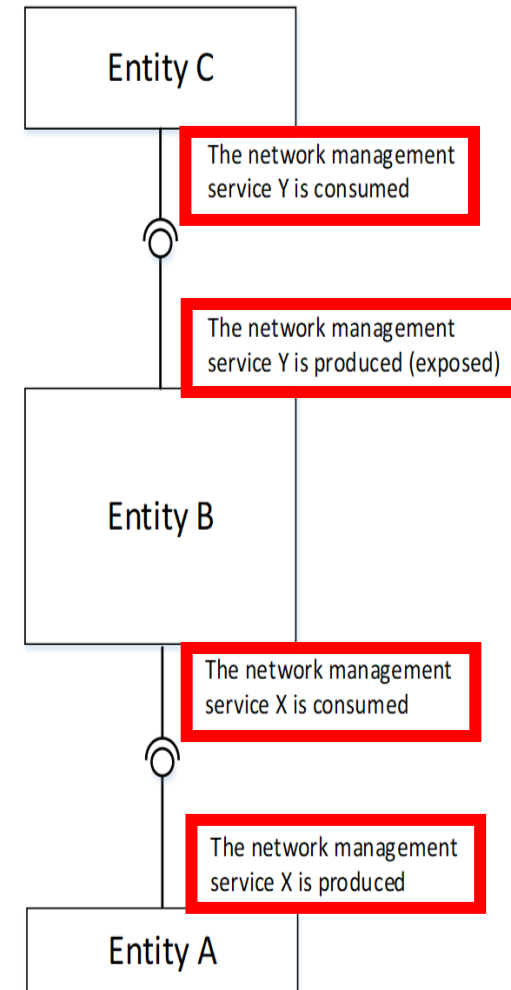 Entity C
The network management
service Y is consumed
The network management
service Y is produced (exposed)
Entity B
The network management
service X is consumed
The network management
service X is produced
Entity A